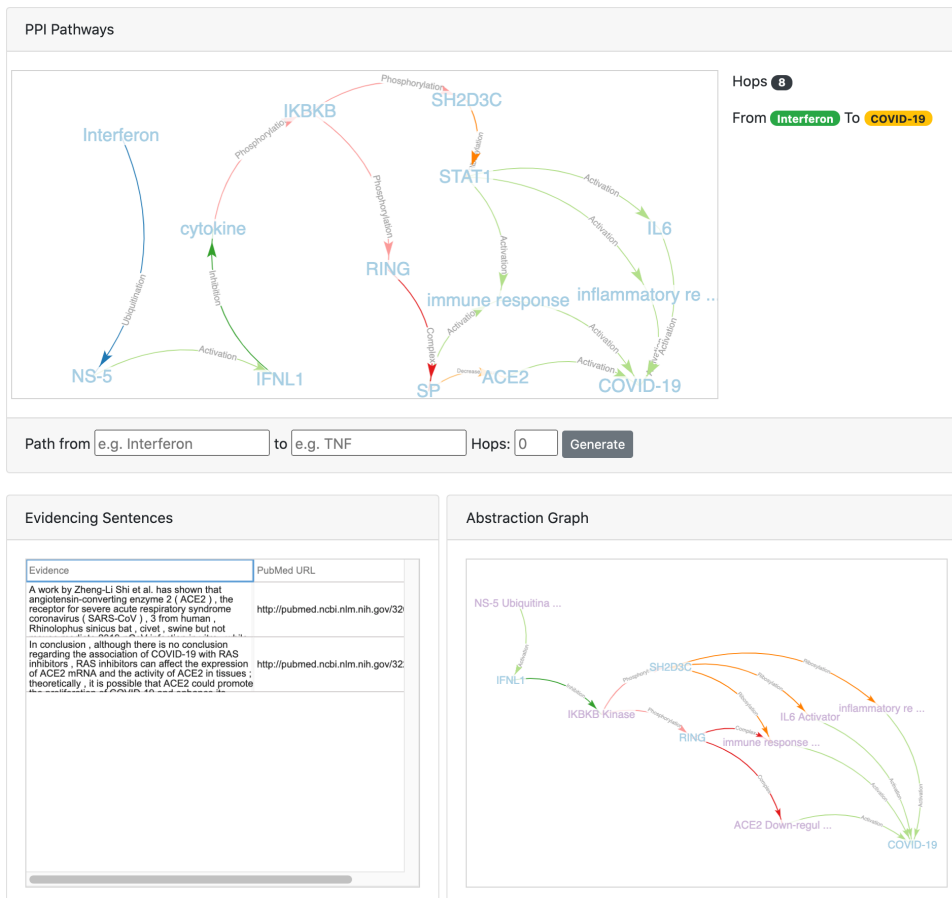 PPI Pathways
Hops 8
From Interferon To COVID-19
Phosphorylation
SH2D3C
IKBKB
Interferon
Phosphorylation
STAT1
Activation
Phosphorylation
cytokine
Activation
IL6
Activation
RING
Inhibition
Ubiquitination
immune response
inflammatory re ..
Activation
Activation
Activation
Complex
Activation
Activation
Decrease
NS-5
IFNL1
SP
ACE2
COVID-19
Path from e.g. Interferon to e.g. TNF Hops: 0 Generate
Evidencing Sentences
Evidence PubMed URL
A work by Zheng-Li Shi et al. has shown that
angiotensin-converting enzyme 2 ( ACE2 ) , the
receptor for severe acute respiratory syndrome
coronavirus ( SARS-CoV ) , 3 from human ,
Rhinolophus sinicus bat , civet , swine but not
http://pubmed.ncbi.nlm.nih.gov/320
In conclusion , although there is no conclusion
regarding the association of COVID-19 with RAS
inhibitors , RAS inhibitors can affect the expression
of ACE2 mRNA and the activity of ACE2 in tissues ;
theoretically , it is possible that ACE2 could promote
http://pubmed.ncbi.nlm.nih.gov/322
Abstraction Graph
NS-5 Ubiquitina ...
Activation
IFNL1
Inhibition
SH2D3C
IKBKB Kinase
Phosphorylation
RING
Complex
immune response ...
IL6 Activator
inflammatory re ...
Complex
ACE2 Down-regul ...
Activation
Activation
Activation
Activation
COVID-19